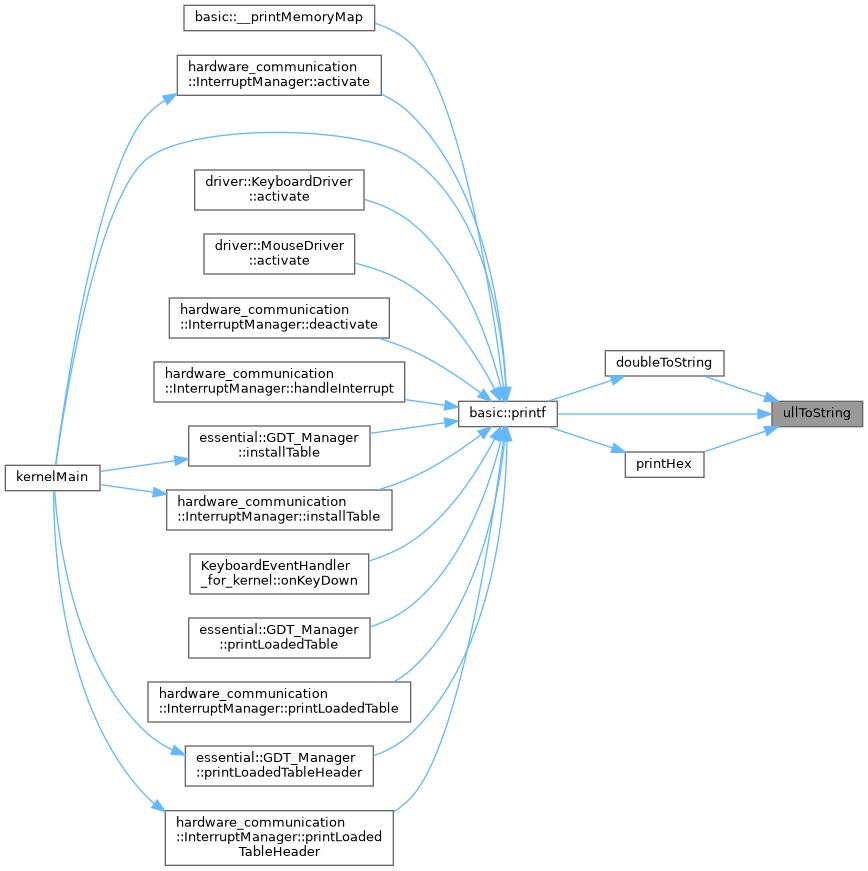 basic::__printMemoryMap
hardware_communication
::InterruptManager::activate
driver::KeyboardDriver
::activate
driver::MouseDriver
::activate
hardware_communication
::InterruptManager::deactivate
hardware_communication
::InterruptManager::handleInterrupt
essential::GDT_Manager
::installTable
kernelMain
hardware_communication
::InterruptManager::installTable
KeyboardEventHandler
_for_kernel::onKeyDown
essential::GDT_Manager
::printLoadedTable
hardware_communication
::InterruptManager::printLoadedTable
essential::GDT_Manager
::printLoadedTableHeader
hardware_communication
::InterruptManager::printLoaded
TableHeader
basic::printf
doubleToString
printHex
ullToString